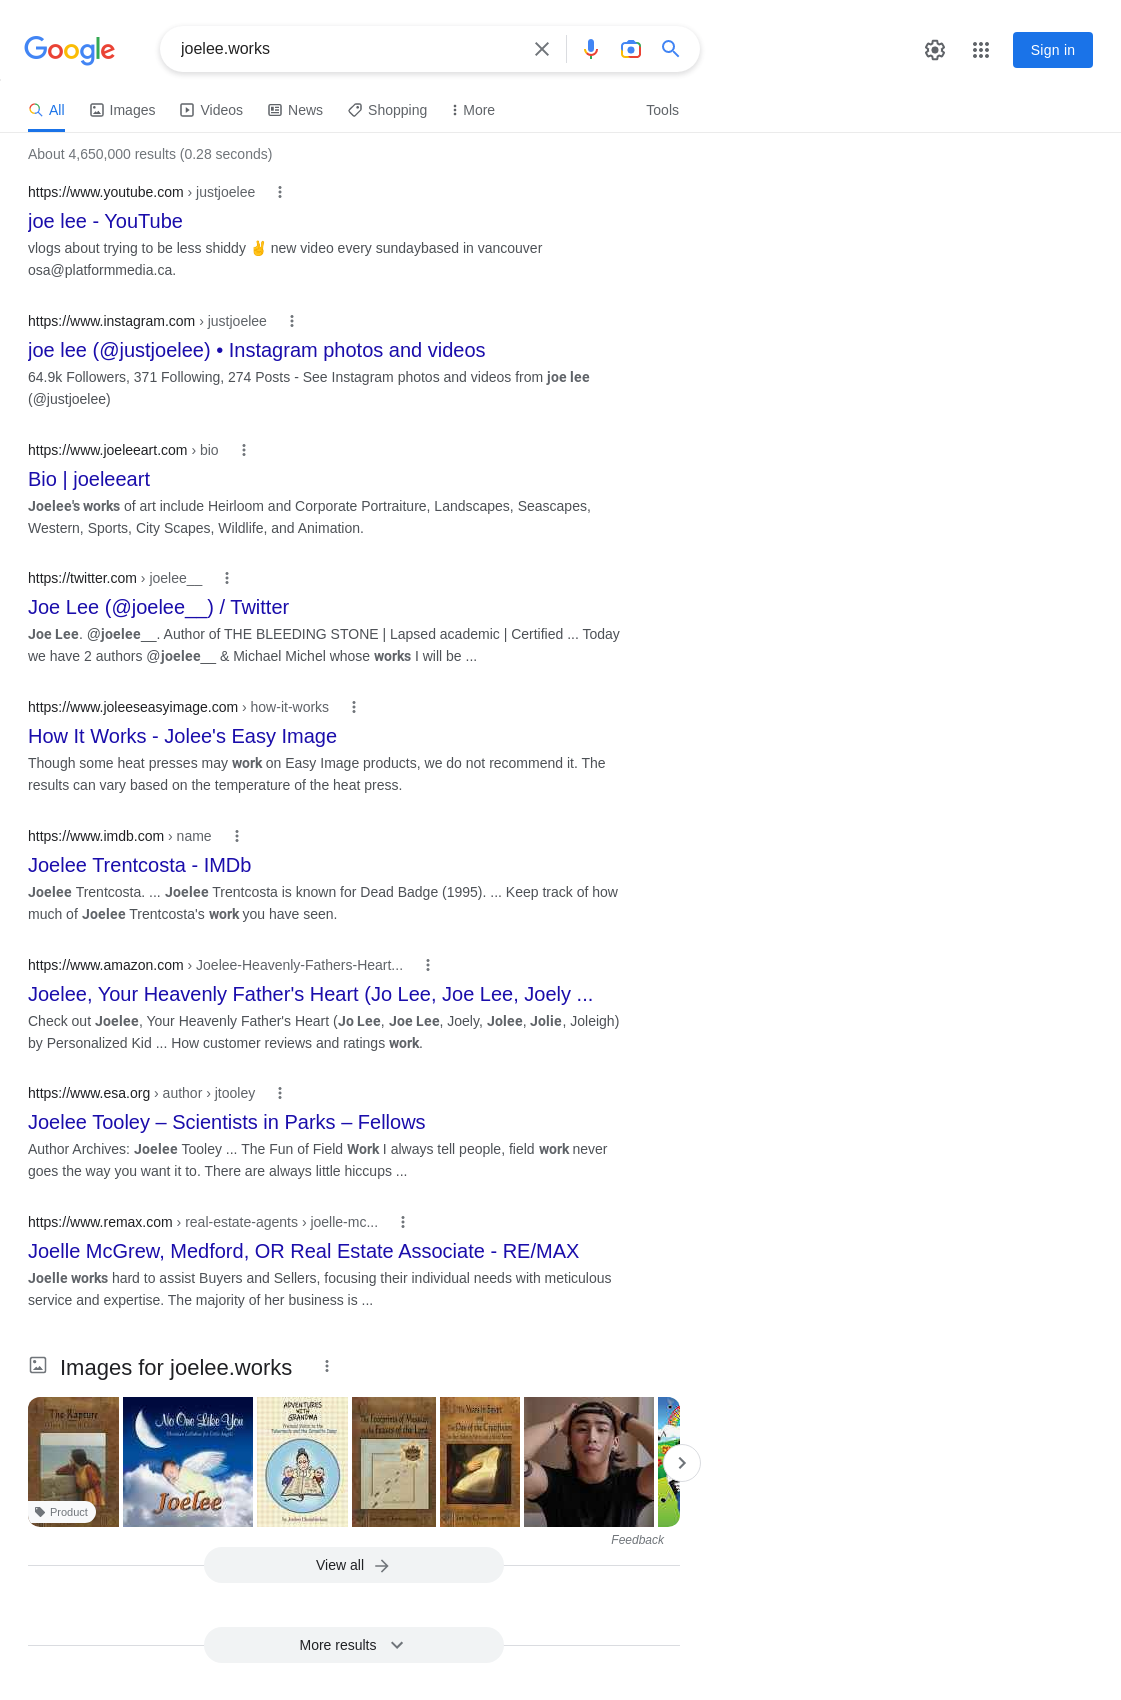 Google
joelee.works
Sign in
All
Images
Videos
News
Shopping
More
Tools
About 4,650,000 results (0.28 seconds)
https://www.youtube.com › justjoelee
joe lee - YouTube
vlogs about trying to be less shiddy ✌️ new video every sundaybased in vancouver
osa@platformmedia.ca.
https://www.instagram.com › justjoelee
joe lee (@justjoelee) • Instagram photos and videos
64.9k Followers, 371 Following, 274 Posts - See Instagram photos and videos from joe lee
(@justjoelee)
https://www.joeleeart.com › bio
Bio | joeleeart
Joelee's works of art include Heirloom and Corporate Portraiture, Landscapes, Seascapes,
Western, Sports, City Scapes, Wildlife, and Animation.
https://twitter.com › joelee__
Joe Lee (@joelee__) / Twitter
Joe Lee. @joelee__. Author of THE BLEEDING STONE | Lapsed academic | Certified ... Today
we have 2 authors @joelee__ & Michael Michel whose works I will be ...
https://www.joleeseasyimage.com › how-it-works
How It Works - Jolee's Easy Image
Though some heat presses may work on Easy Image products, we do not recommend it. The
results can vary based on the temperature of the heat press.
https://www.imdb.com › name
Joelee Trentcosta - IMDb
Joelee Trentcosta. ... Joelee Trentcosta is known for Dead Badge (1995). ... Keep track of how
much of Joelee Trentcosta's work you have seen.
https://www.amazon.com › Joelee-Heavenly-Fathers-Heart...
Joelee, Your Heavenly Father's Heart (Jo Lee, Joe Lee, Joely ...
Check out Joelee, Your Heavenly Father's Heart (Jo Lee, Joe Lee, Joely, Jolee, Jolie, Joleigh)
by Personalized Kid ... How customer reviews and ratings work.
https://www.esa.org › author › jtooley
Joelee Tooley – Scientists in Parks – Fellows
Author Archives: Joelee Tooley ... The Fun of Field Work I always tell people, field work never
goes the way you want it to. There are always little hiccups ...
https://www.remax.com › real-estate-agents › joelle-mc...
Joelle McGrew, Medford, OR Real Estate Associate - RE/MAX
Joelle works hard to assist Buyers and Sellers, focusing their individual needs with meticulous
service and expertise. The majority of her business is ...
Images for joelee.works
The Rapture
No One Like You
Joelee
ADVENTURES
WITH
GRANDMA
The Footprints of Messiah
in the Feasts of the Lord
Product
Feedback
View all
More results